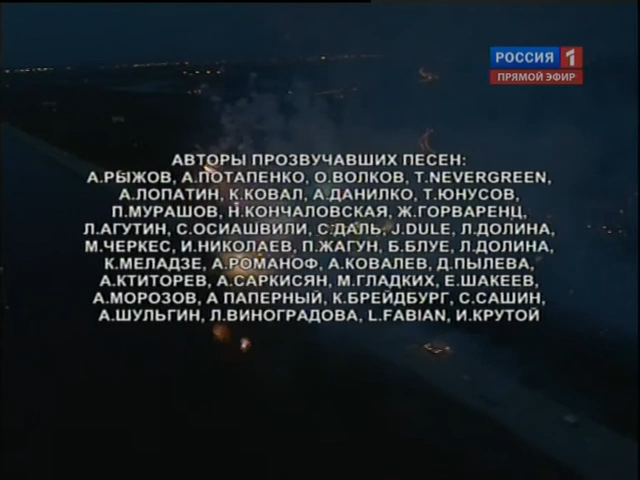 РОССИЯ 1
ПРЯМОЙ ЭФИР
АВТОРЫ ПРОЗВУЧАВШИХ ПЕСЕН:
А.РЫЖОВ, А.ПОТАПЕНКО, О.ВОЛКОВ, T.NEVERGREEN,
А.ЛОПАТИН, К.КОВАЛ, А.ДАНИЛКО, Т.ЮНУСОВ,
П.МУРАШОВ, Н.КОНЧАЛОВСКАЯ, Ж.ГОРВАРЕНЦ,
Л.АГУТИН, С.ОСИАШВИЛИ, С.ДАЛЬ, J.DULE, Л.ДОЛИНА,
М.ЧЕРКЕС, И.НИКОЛАЕВ, П.ЖАГУН, Б.БЛУЕ, Л.ДОЛИНА,
К.МЕЛАДЗЕ, А.РОМАНОФ, А.КОВАЛЕВ, Д.ПЫЛЕВА,
А.КТИТОРЕВ, А.САРКИСЯН, М.ГЛАДКИХ, Е.ШАКЕЕВ,
А.МОРОЗОВ, А ПАПЕРНЫЙ, К.БРЕЙДБУРГ, С.САШИН,
А.ШУЛЬГИН, Л.ВИНОГРАДОВА, L.FABIAN, И.КРУТОЙ